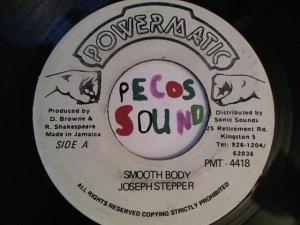 POWERMATIC
PECOS
SOUND
Produced by
D. Browne &
R. Shakespeare
Made in Jamaica
SIDE A
Distributed by
Sonic Sounds
25 Retirement Rd.
Kingston 5
Tel: 926-1204/
62036
PMT - 4418
SMOOTH BODY
JOSEPH STEPPER
ALL RIGHTS RESERVED COPYING STRICTLY PROHIBITED